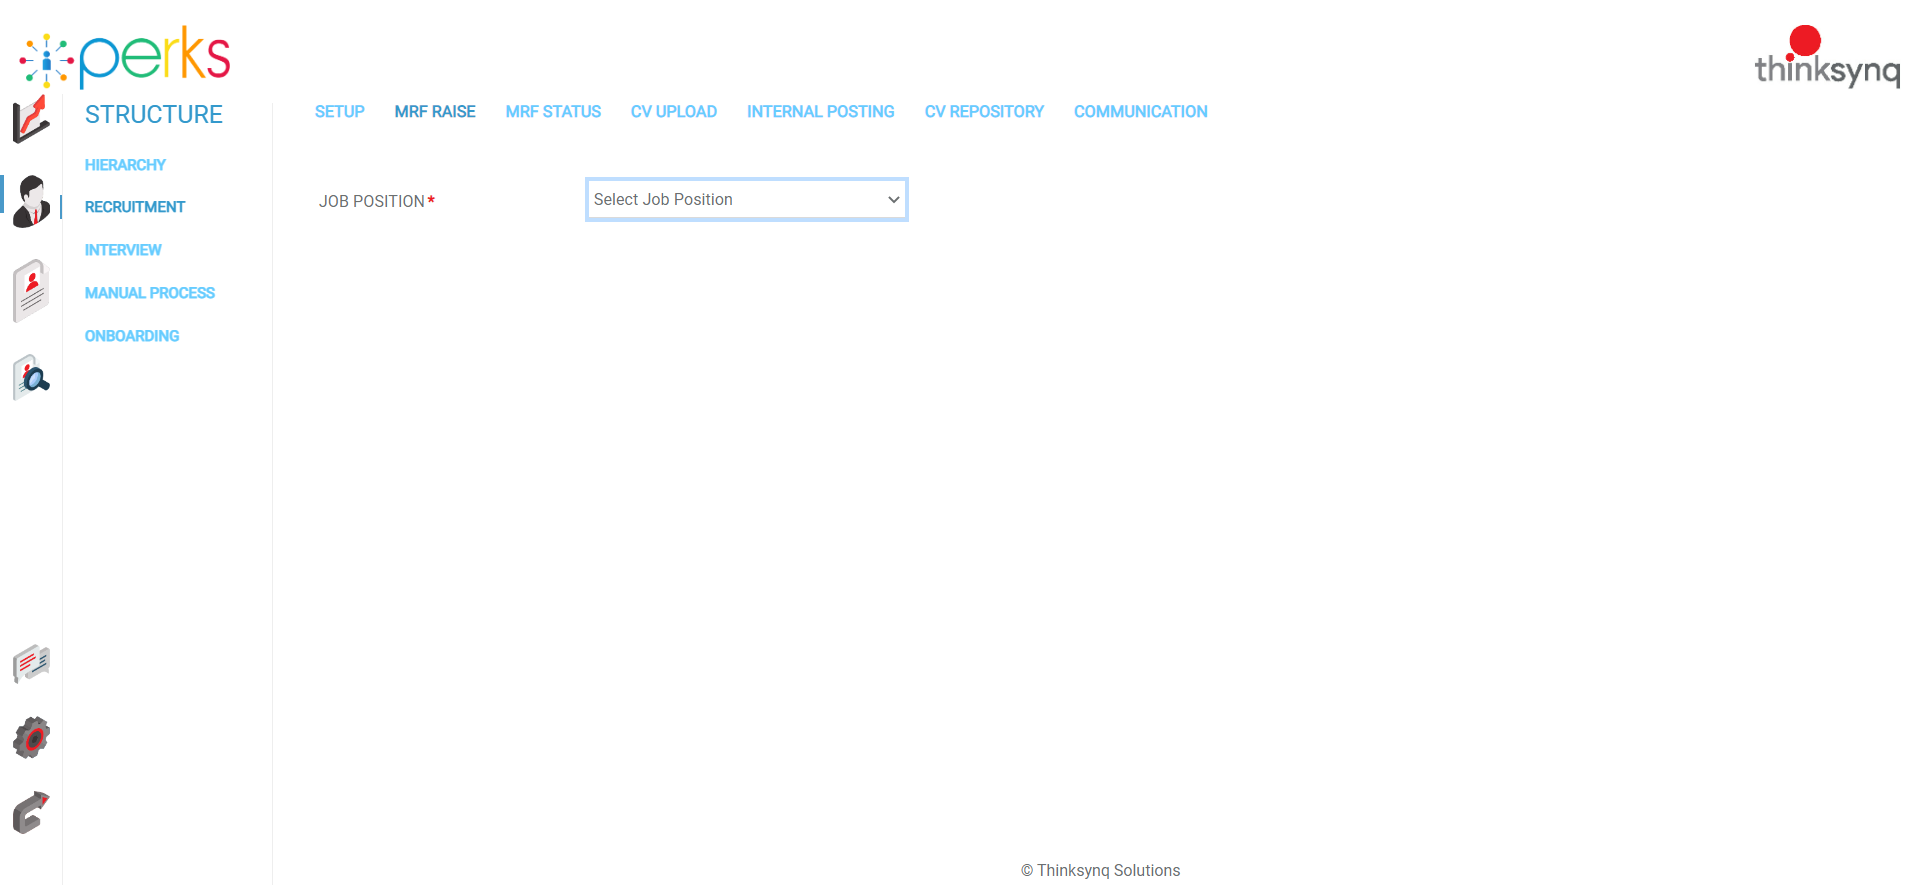 perks
thinksynq
STRUCTURE
HIERARCHY
RECRUITMENT
INTERVIEW
MANUAL PROCESS
ONBOARDING
SETUP MRF RAISE MRF STATUS CV UPLOAD INTERNAL POSTING CV REPOSITORY COMMUNICATION
JOB POSITION*
Select Job Position
© Thinksynq Solutions